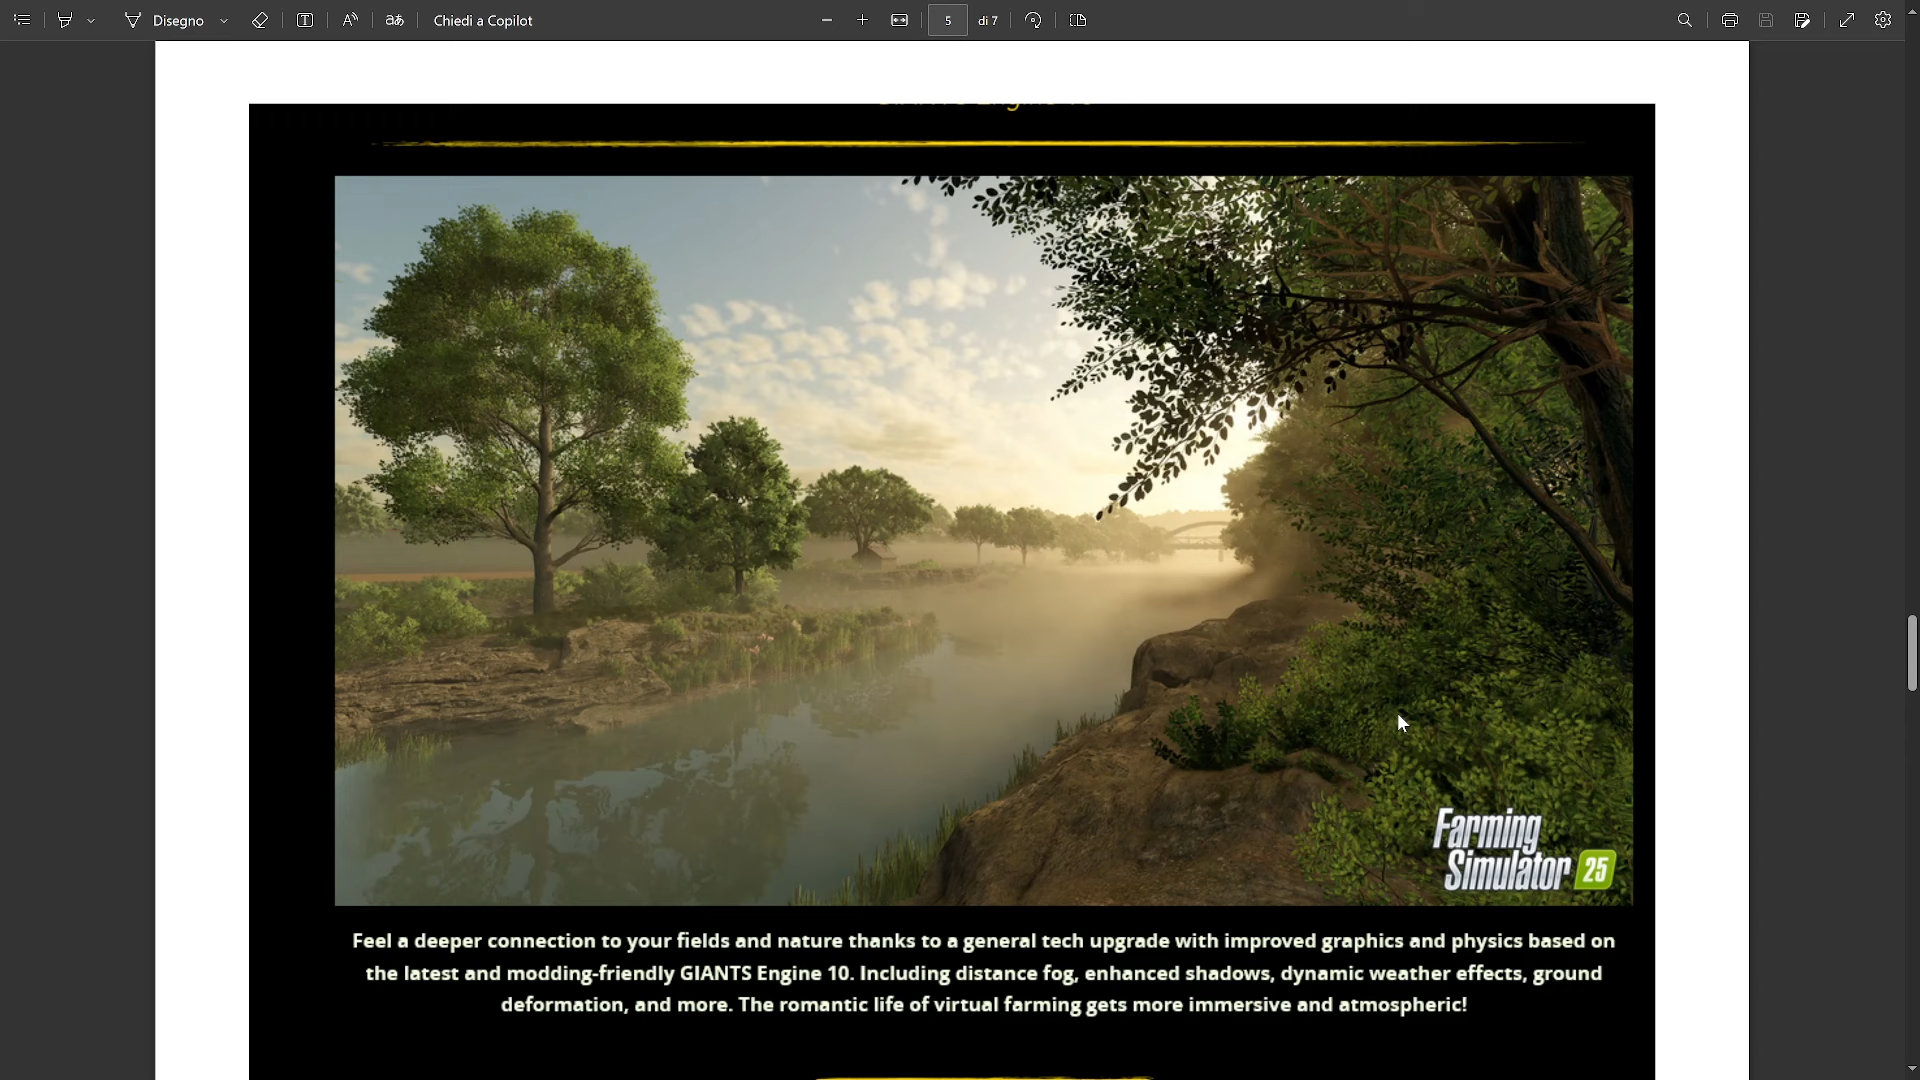 Disegno
Chiedi a Copilot
5 di 7
GIANTS Engine 10
Farming
Simulator 25
Feel a deeper connection to your fields and nature thanks to a general tech upgrade with improved graphics and physics based on
the latest and modding-friendly GIANTS Engine 10. Including distance fog, enhanced shadows, dynamic weather effects, ground
deformation, and more. The romantic life of virtual farming gets more immersive and atmospheric!